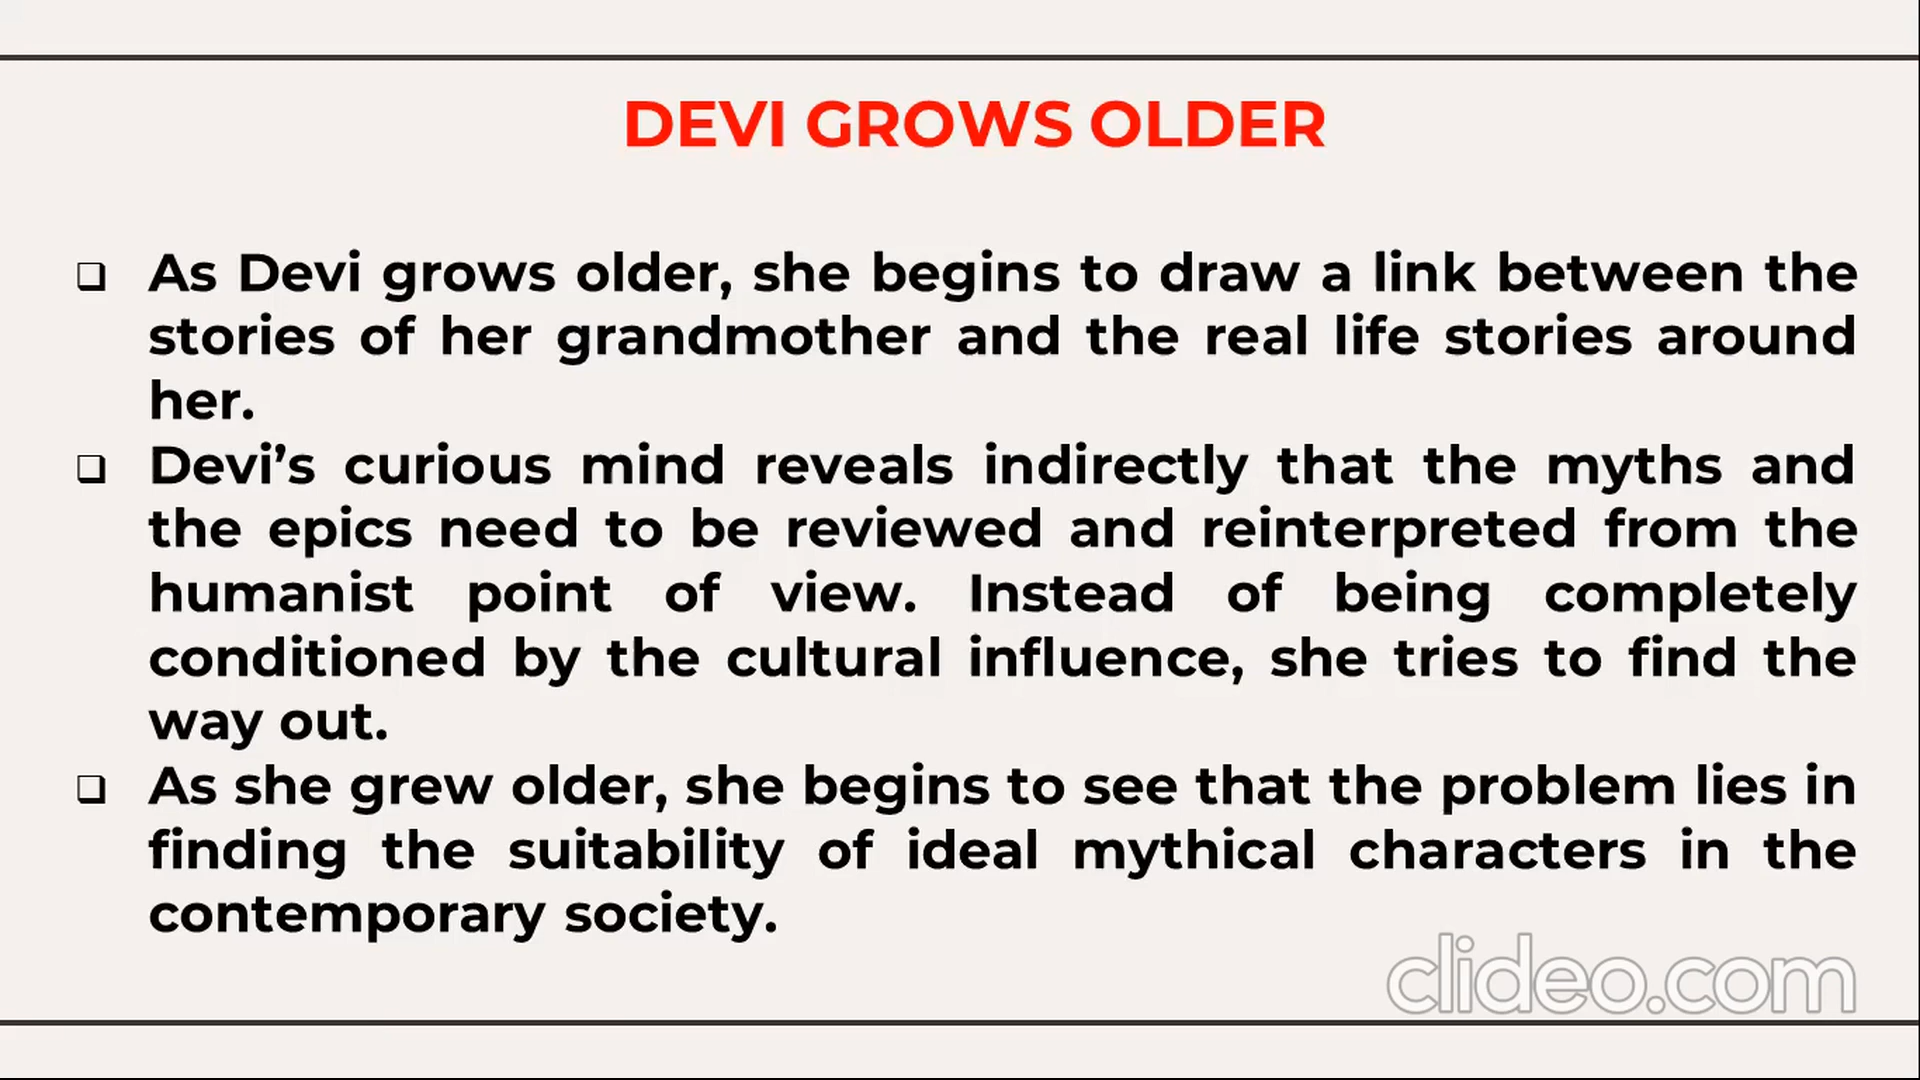 DEVI GROWS OLDER
❑ As Devi grows older, she begins to draw a link between the
stories of her grandmother and the real life stories around
her.
❑ Devi’s curious mind reveals indirectly that the myths and
the epics need to be reviewed and reinterpreted from the
humanist point of view. Instead of being completely
conditioned by the cultural influence, she tries to find the
way out.
❑ As she grew older, she begins to see that the problem lies in
finding the suitability of ideal mythical characters in the
contemporary society.
clideo.com